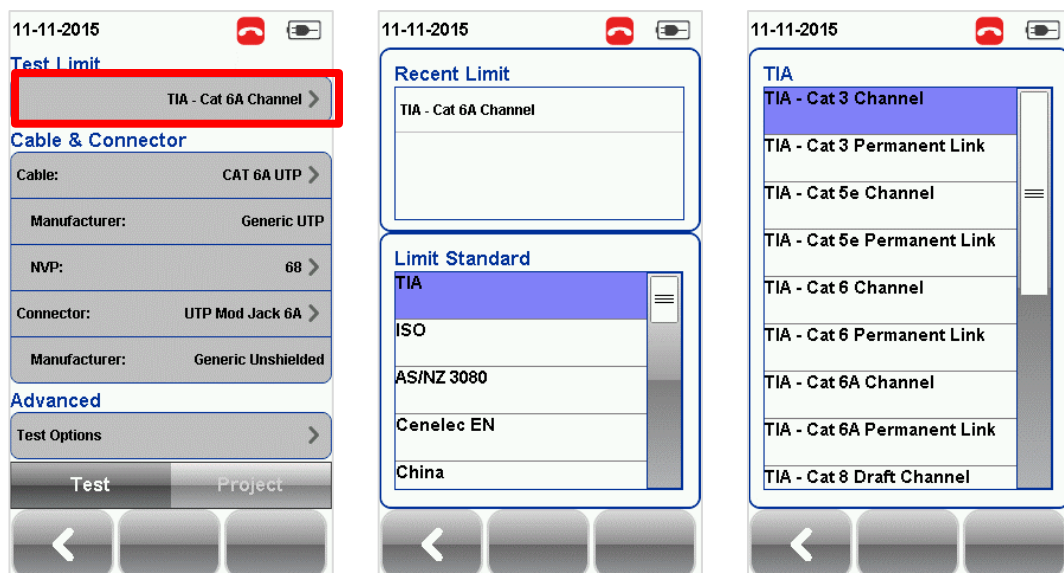 11-11-2015
Test Limit
TIA - Cat 6A Channel
Cable & Connector
Cable: CAT 6A UTP
Manufacturer: Generic UTP
NVP: 68
Connector: UTP Mod Jack 6A
Manufacturer: Generic Unshielded
Advanced
Test Options
Test Project
11-11-2015
Recent Limit
TIA - Cat 6A Channel
Limit Standard
TIA
ISO
AS/NZ 3080
Cenelec EN
China
11-11-2015
TIA
TIA - Cat 3 Channel
TIA - Cat 3 Permanent Link
TIA - Cat 5e Channel
TIA - Cat 5e Permanent Link
TIA - Cat 6 Channel
TIA - Cat 6 Permanent Link
TIA - Cat 6A Channel
TIA - Cat 6A Permanent Link
TIA - Cat 8 Draft Channel